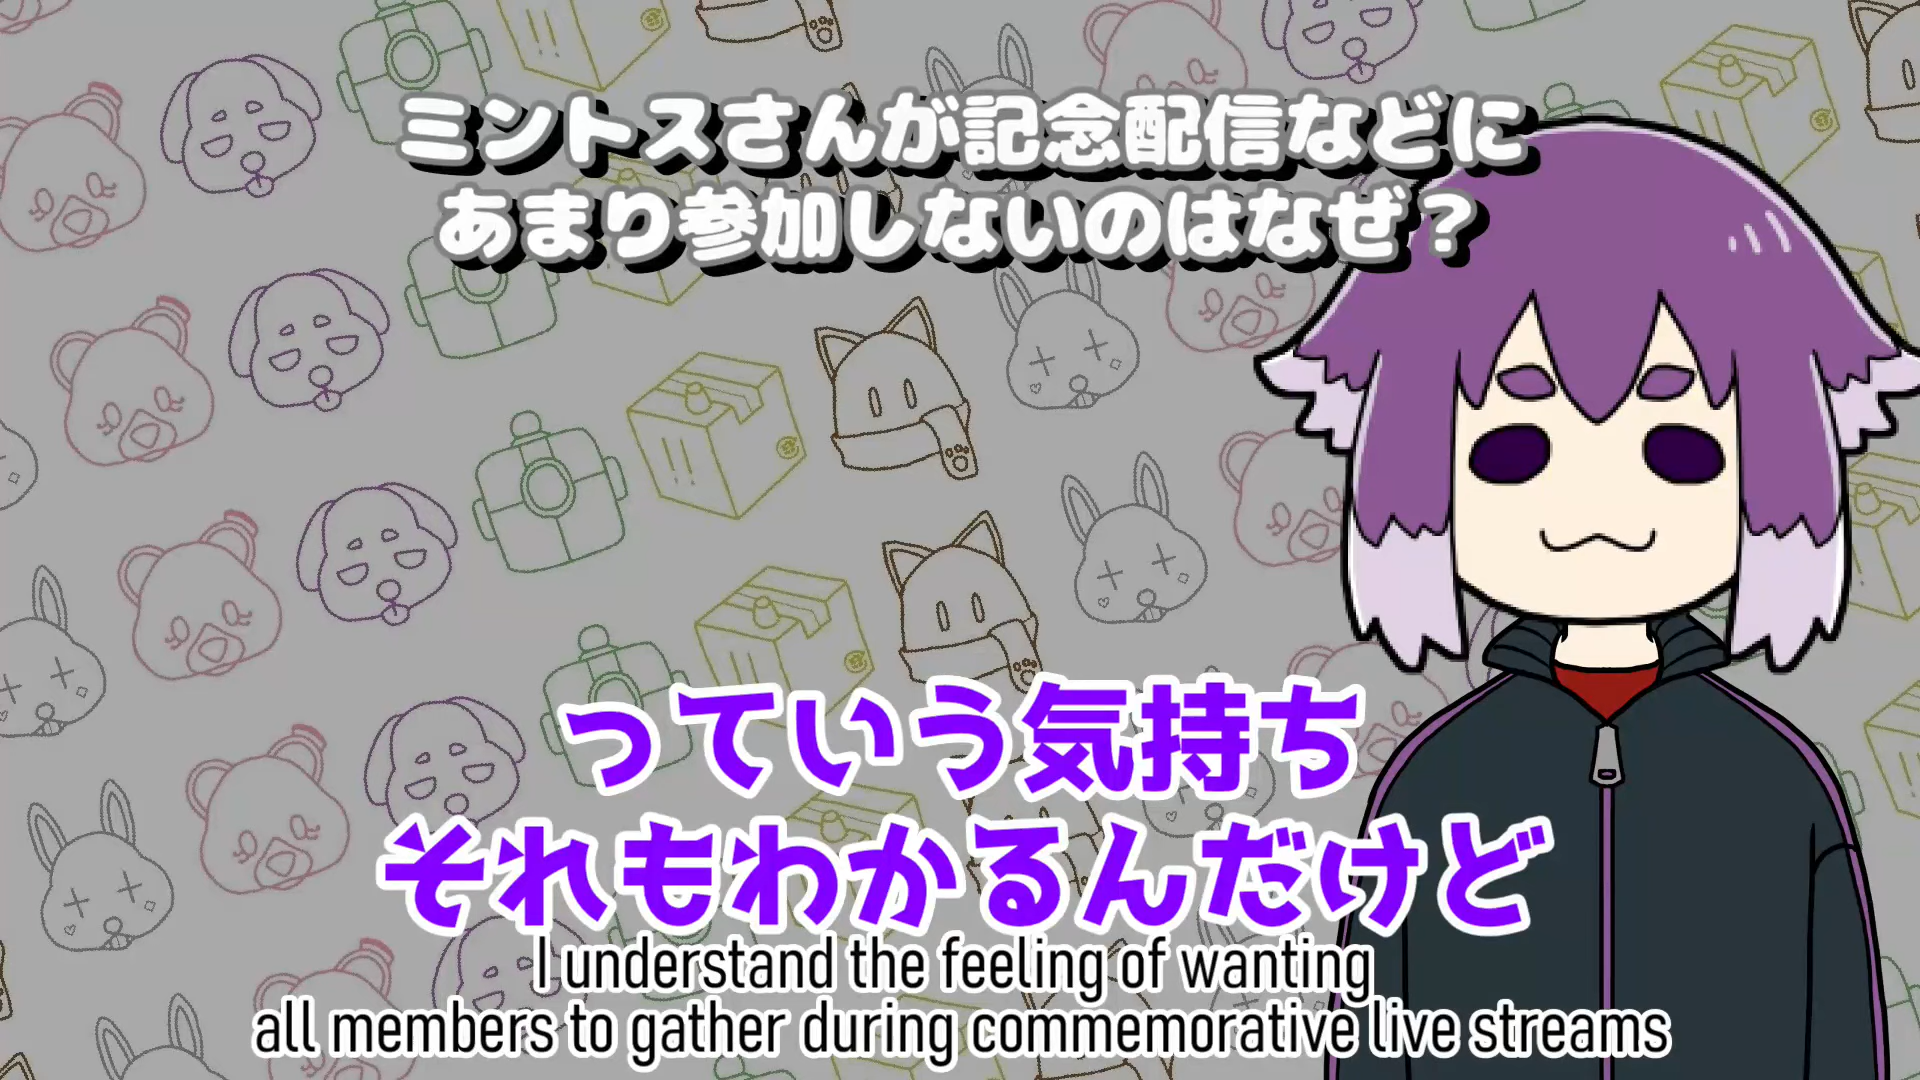 ミントスさんが記念配信などに
あまり参加しないのはなぜ？
っていう気持ち
それもわかるんだけど
I understand the feeling of wanting
all members to gather during commemorative live streams